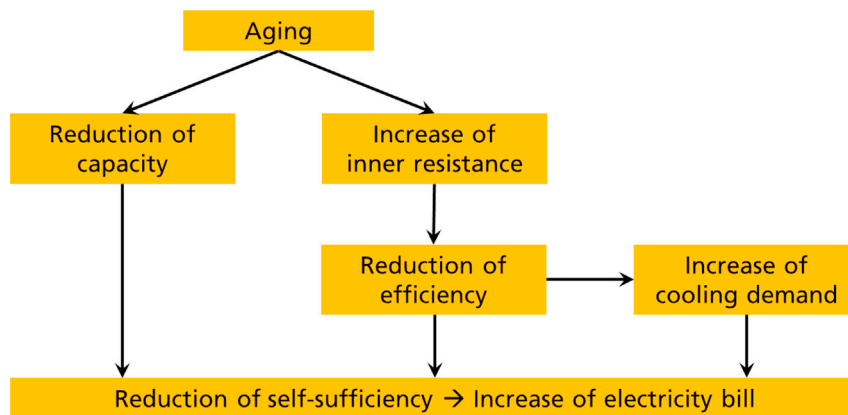 Aging
Reduction of
capacity
Increase of
inner resistance
Reduction of
efficiency
Increase of
cooling demand
Reduction of self-sufficiency → Increase of electricity bill